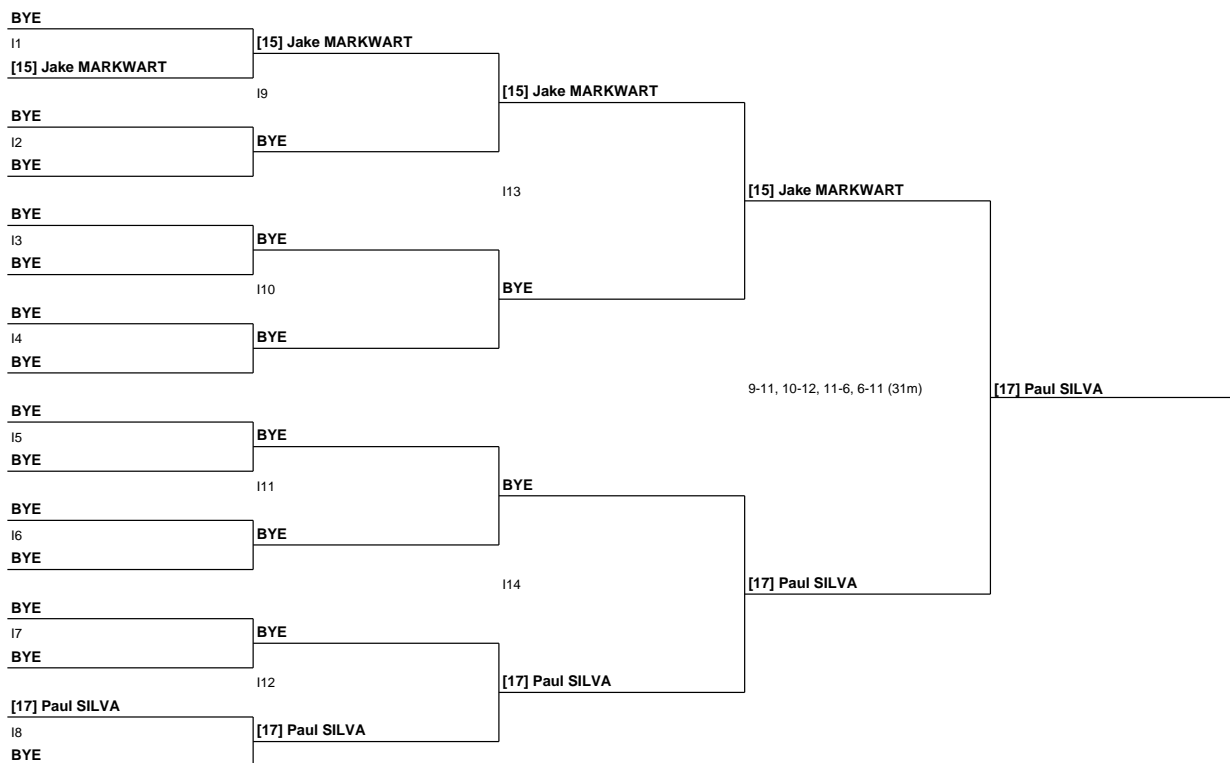 BYE
I1
[15] Jake MARKWART
[15] Jake MARKWART
I9
[15] Jake MARKWART
BYE
I2
BYE
BYE
I13
[15] Jake MARKWART
BYE
I3
BYE
BYE
I10
BYE
BYE
I4
BYE
BYE
9-11, 10-12, 11-6, 6-11 (31m)
[17] Paul SILVA
BYE
I5
BYE
BYE
I11
BYE
BYE
I6
BYE
BYE
I14
[17] Paul SILVA
BYE
I7
BYE
BYE
I12
[17] Paul SILVA
[17] Paul SILVA
I8
BYE
[17] Paul SILVA